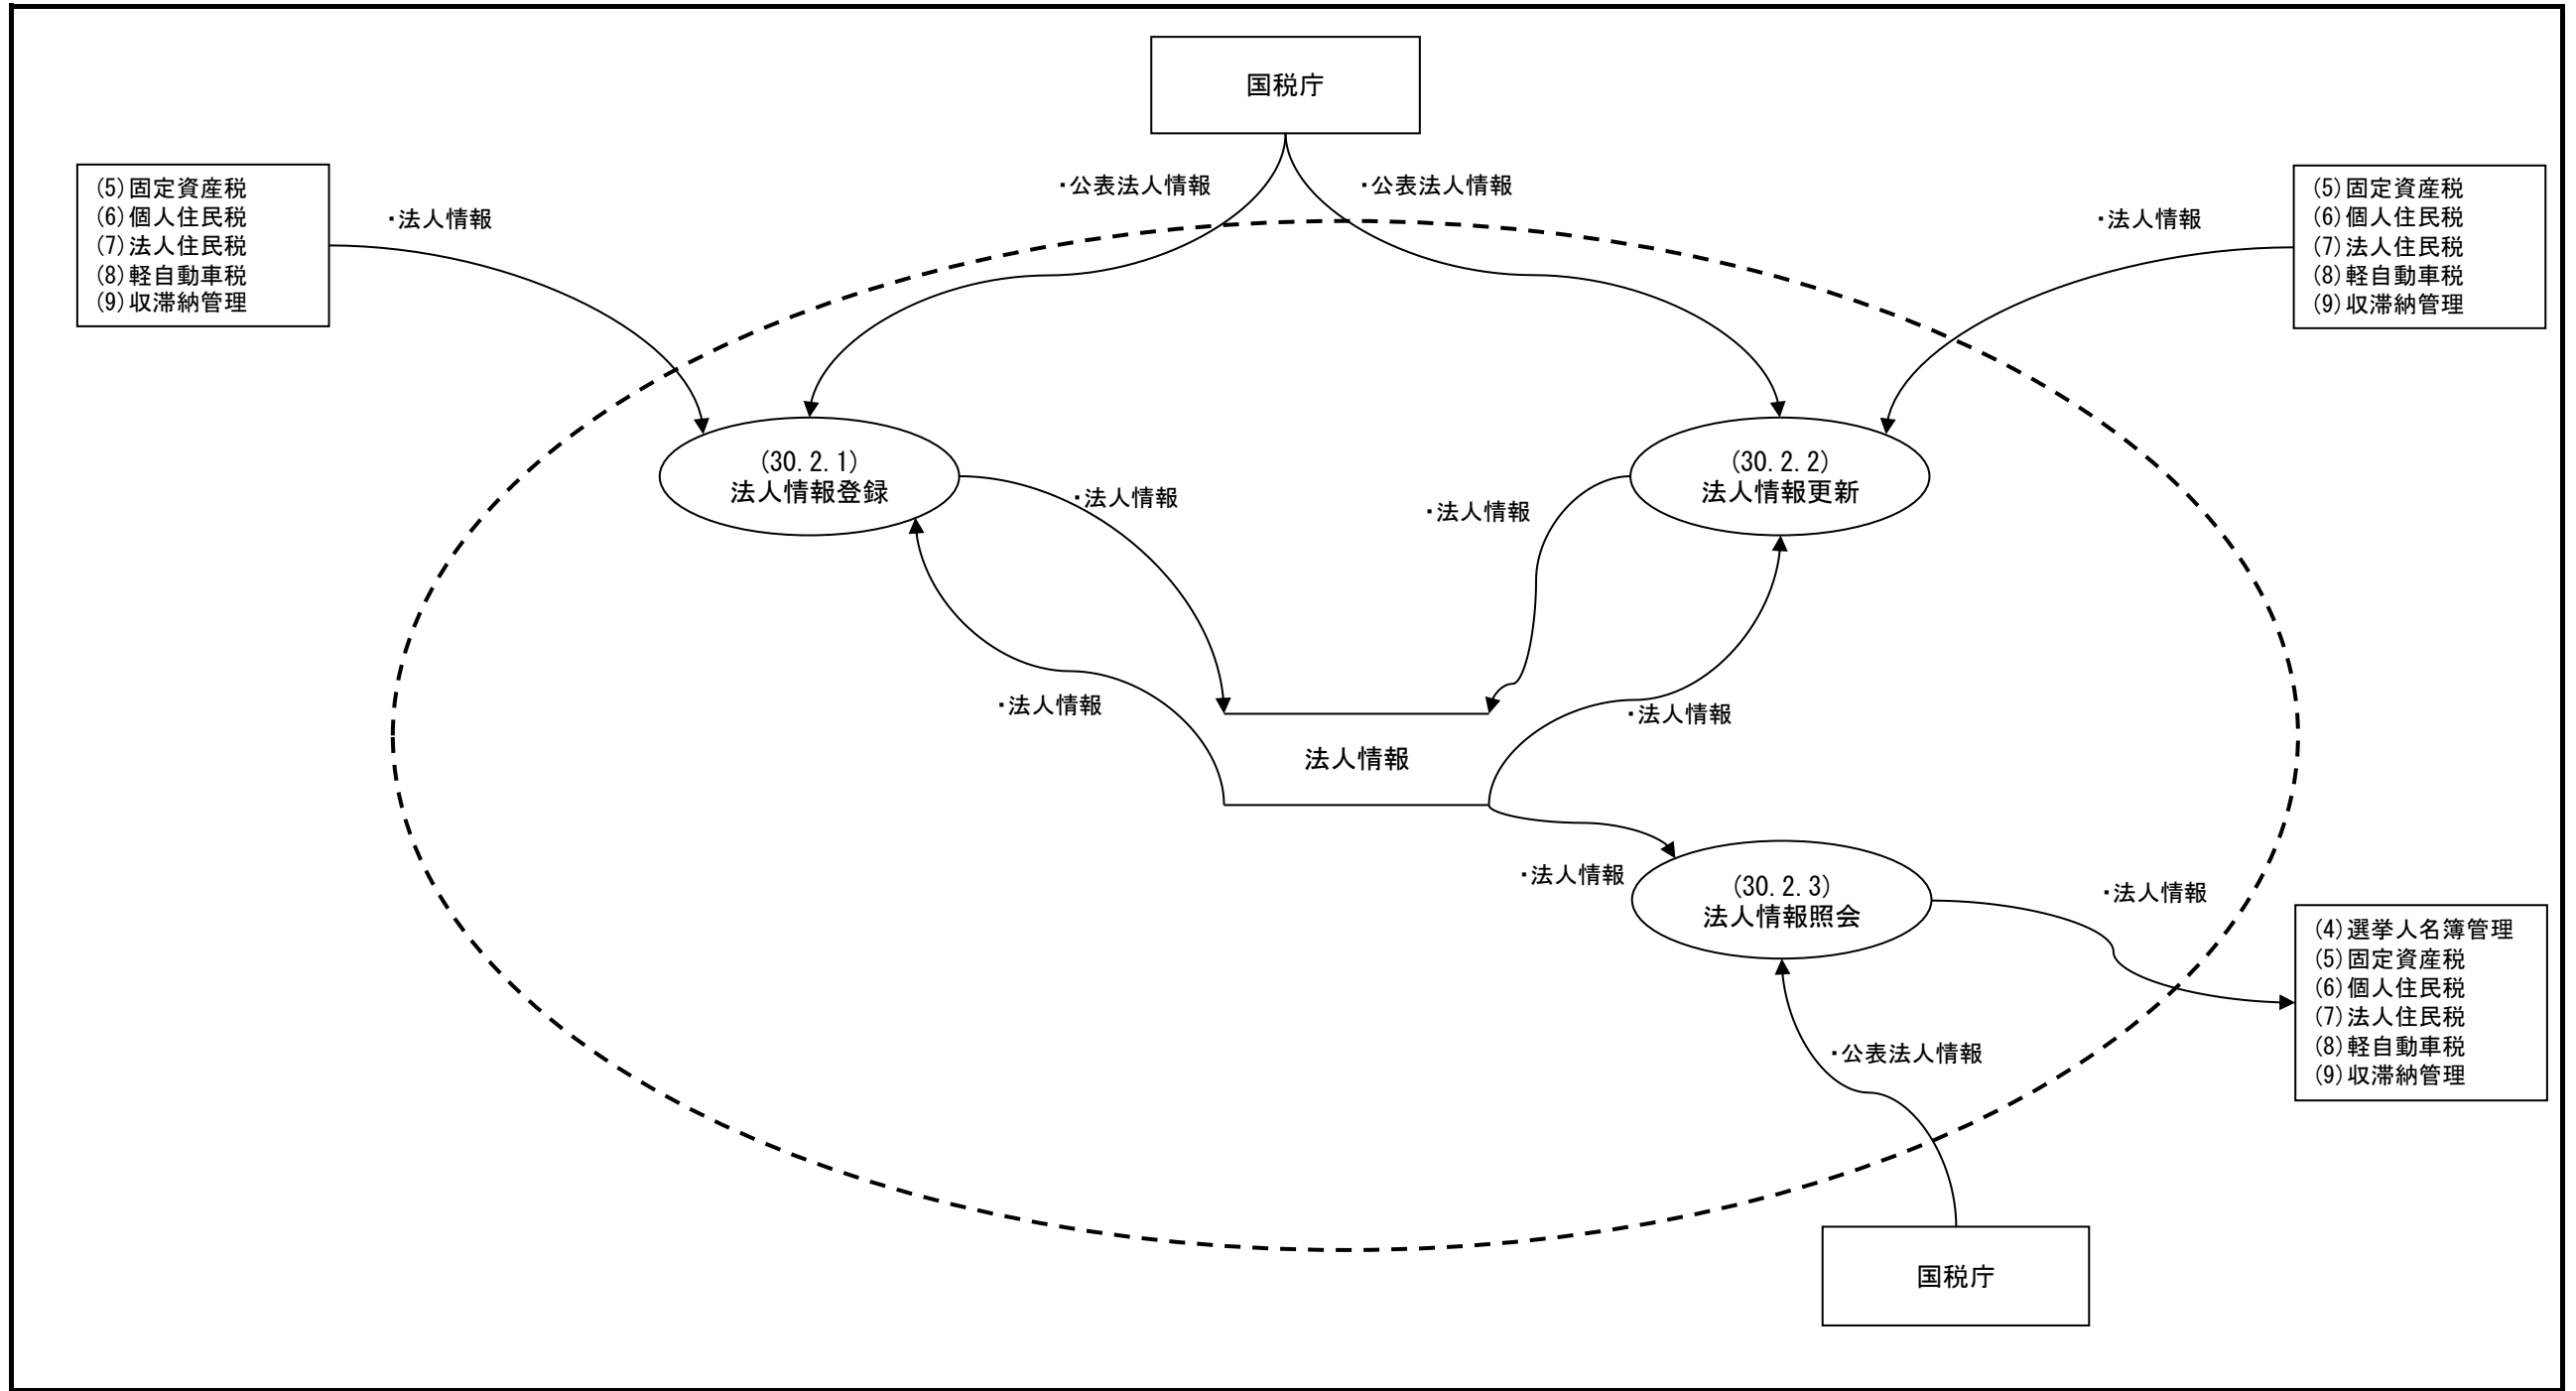 国税庁
・公表法人情報
・公表法人情報
(5)固定資産税
(6)個人住民税
(7)法人住民税
(8)軽自動車税
(9)収滞納管理
・法人情報
・法人情報
(5)固定資産税
(6)個人住民税
(7)法人住民税
(8)軽自動車税
(9)収滞納管理
(30.2.1)
法人情報登録
・法人情報
・法人情報
(30.2.2)
法人情報更新
・法人情報
・法人情報
法人情報
・法人情報
(30.2.3)
法人情報照会
・法人情報
(4)選挙人名簿管理
(5)固定資産税
(6)個人住民税
(7)法人住民税
(8)軽自動車税
(9)収滞納管理
・公表法人情報
国税庁